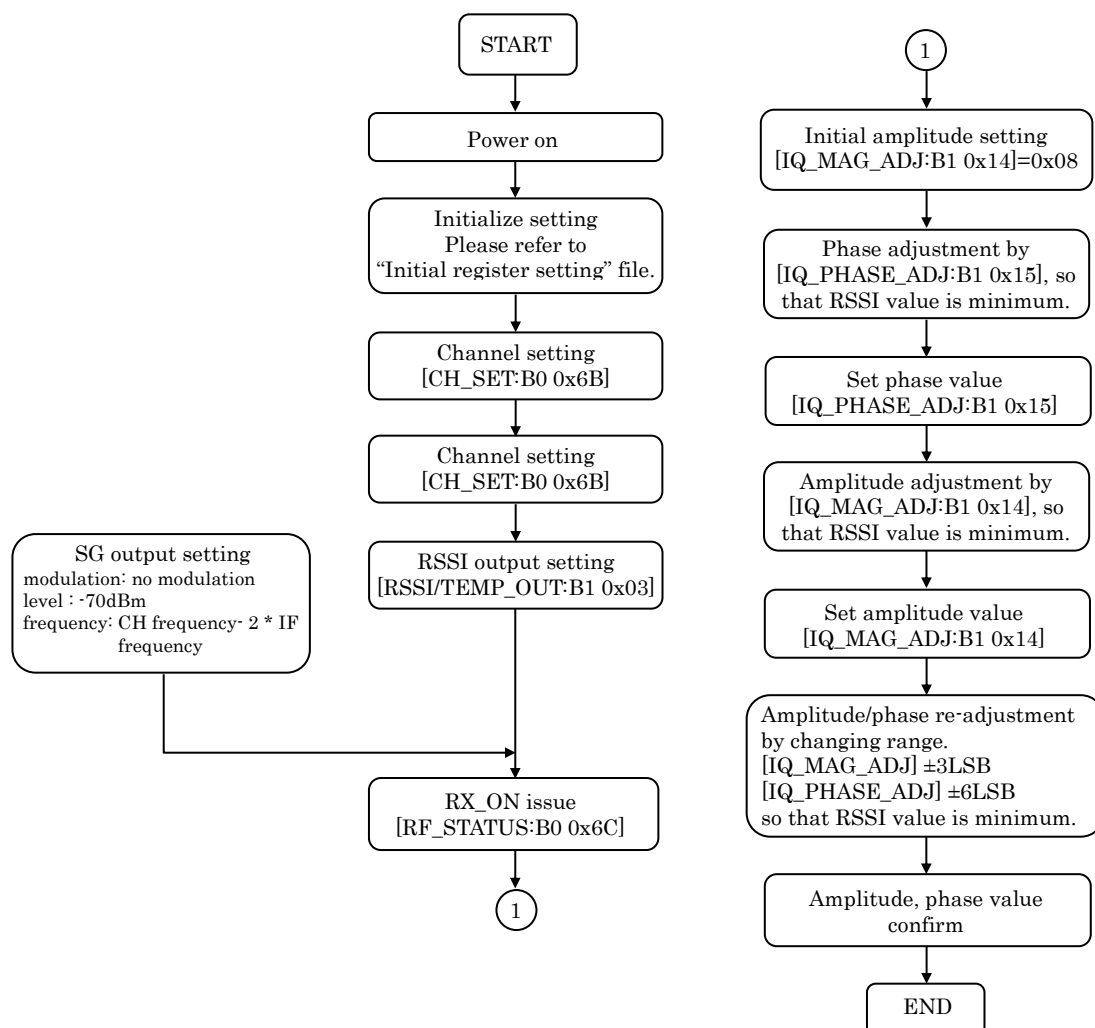 START
Power on
Initialize setting
Please refer to
“Initial register setting” file.
Channel setting
[CH_SET:B0 0x6B]
Channel setting
[CH_SET:B0 0x6B]
SG output setting
modulation: no modulation
level : -70dBm
frequency: CH frequency- 2 * IF
frequency
RSSI output setting
[RSSI/TEMP_OUT:B1 0x03]
RX_ON issue
[RF_STATUS:B0 0x6C]
1
1
Initial amplitude setting
[IQ_MAG_ADJ:B1 0x14]=0x08
Phase adjustment by
[IQ_PHASE_ADJ:B1 0x15], so
that RSSI value is minimum.
Set phase value
[IQ_PHASE_ADJ:B1 0x15]
Amplitude adjustment by
[IQ_MAG_ADJ:B1 0x14], so
that RSSI value is minimum.
Set amplitude value
[IQ_MAG_ADJ:B1 0x14]
Amplitude/phase re-adjustment
by changing range.
[IQ_MAG_ADJ] ±3LSB
[IQ_PHASE_ADJ] ±6LSB
so that RSSI value is minimum.
Amplitude, phase value
confirm
END